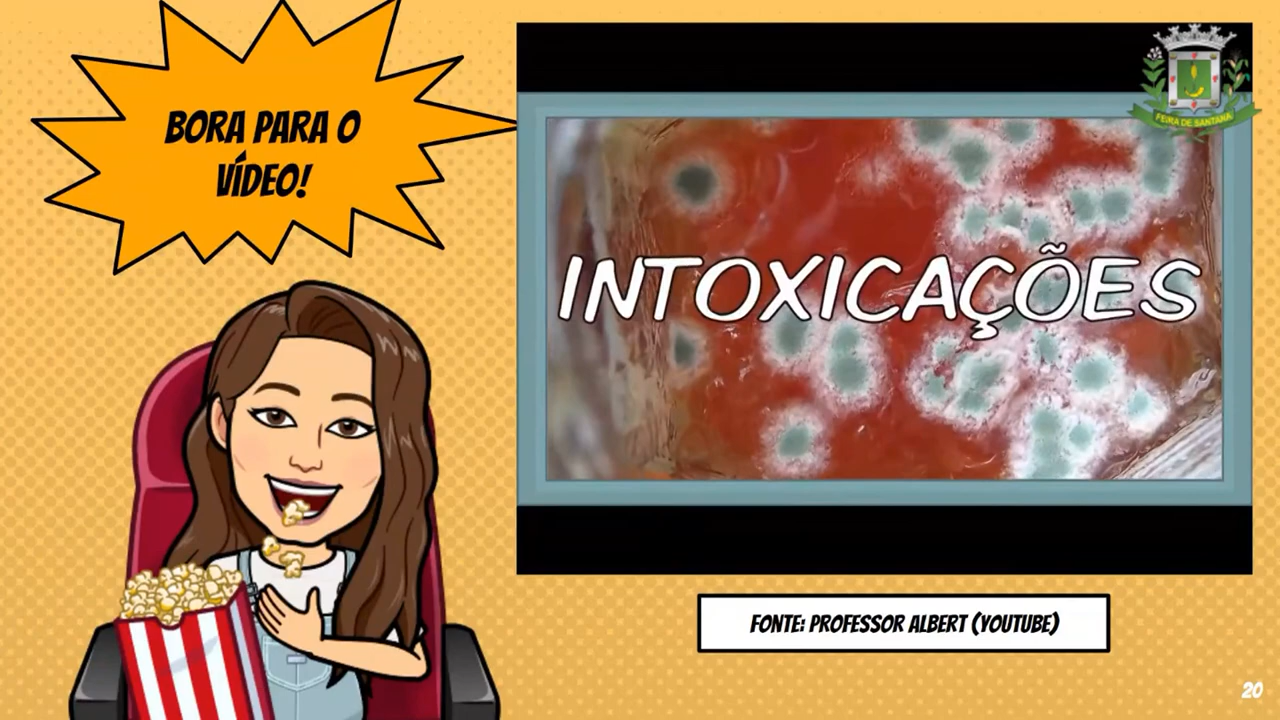 BORA PARA O
VÍDEO!
FEIRA DE SANTANA
INTOXICAÇÕES
FONTE: PROFESSOR ALBERT (YOUTUBE)
20